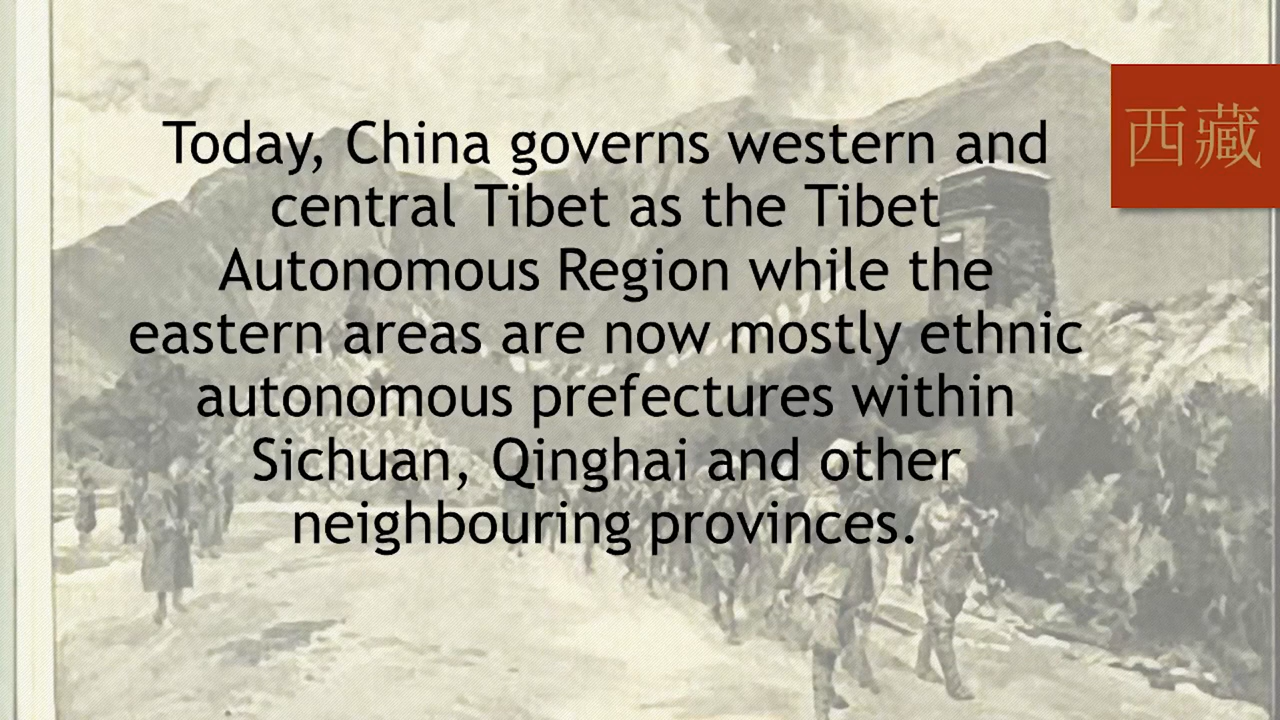 Today, China governs western and
central Tibet as the Tibet
Autonomous Region while the
eastern areas are now mostly ethnic
autonomous prefectures within
Sichuan, Qinghai and other
neighbouring provinces.
西藏